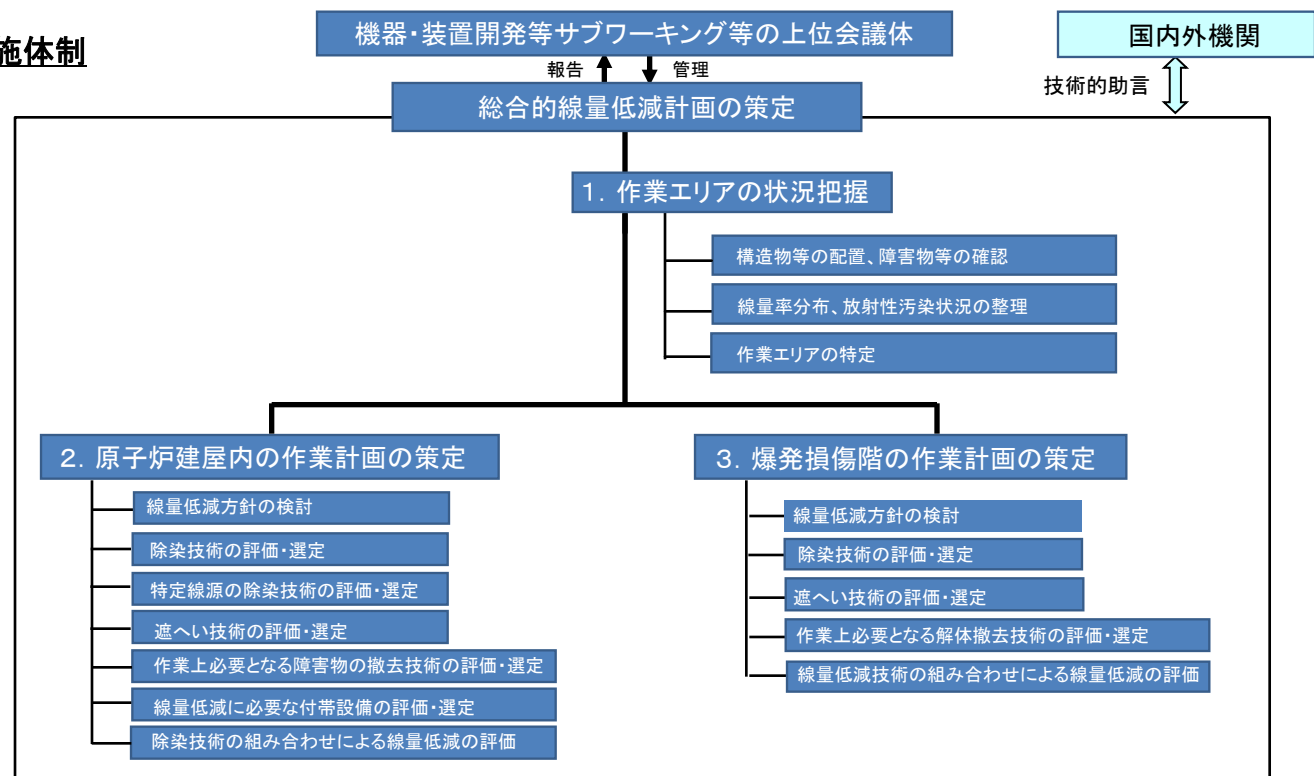 施体制
機器・装置開発等サブワーキング等の上位会議体
国内外機関
報告
管理
技術的助言
総合的線量低減計画の策定
1．作業エリアの状況把握
構造物等の配置、障害物等の確認
線量率分布、放射性汚染状況の整理
作業エリアの特定
2．原子炉建屋内の作業計画の策定
線量低減方針の検討
除染技術の評価・選定
特定線源の除染技術の評価・選定
遮へい技術の評価・選定
作業上必要となる障害物の撤去技術の評価・選定
線量低減に必要な付帯設備の評価・選定
除染技術の組み合わせによる線量低減の評価
3．爆発損傷階の作業計画の策定
線量低減方針の検討
除染技術の評価・選定
遮へい技術の評価・選定
作業上必要となる解体撤去技術の評価・選定
線量低減技術の組み合わせによる線量低減の評価